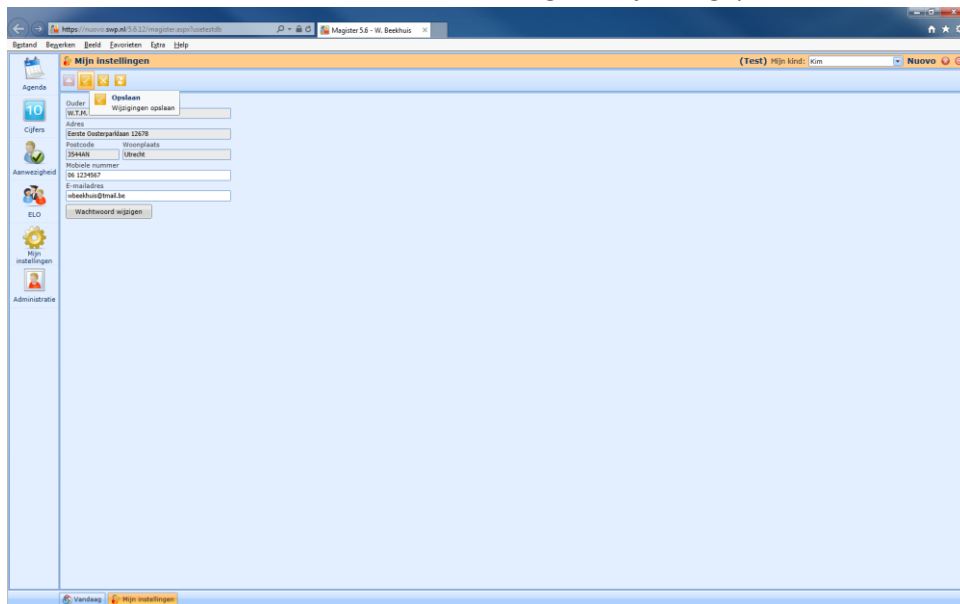 https://nuovo.swp.nl/5.6.12/magister.aspx?usetestdb
Magister 5.6 - W. Beekhuis
Bestand Bewerken Beeld Favorieten Extra Help
Mijn instellingen
(Test) Mijn kind: Kim
Nuovo
Agenda
10
Cijfers
Aanwezigheid
ELO
Mijn
instellingen
Administratie
Opslaan
Wijzigingen opslaan
Ouder
W.T.M.
Adres
Eerste Oosterparklaan 12678
Postcode Woonplaats
3544AN Utrecht
Mobiele nummer
06 1234567
E-mailadres
wbeekhuis@tmail.be
Wachtwoord wijzigen
Vandaag Mijn instellingen